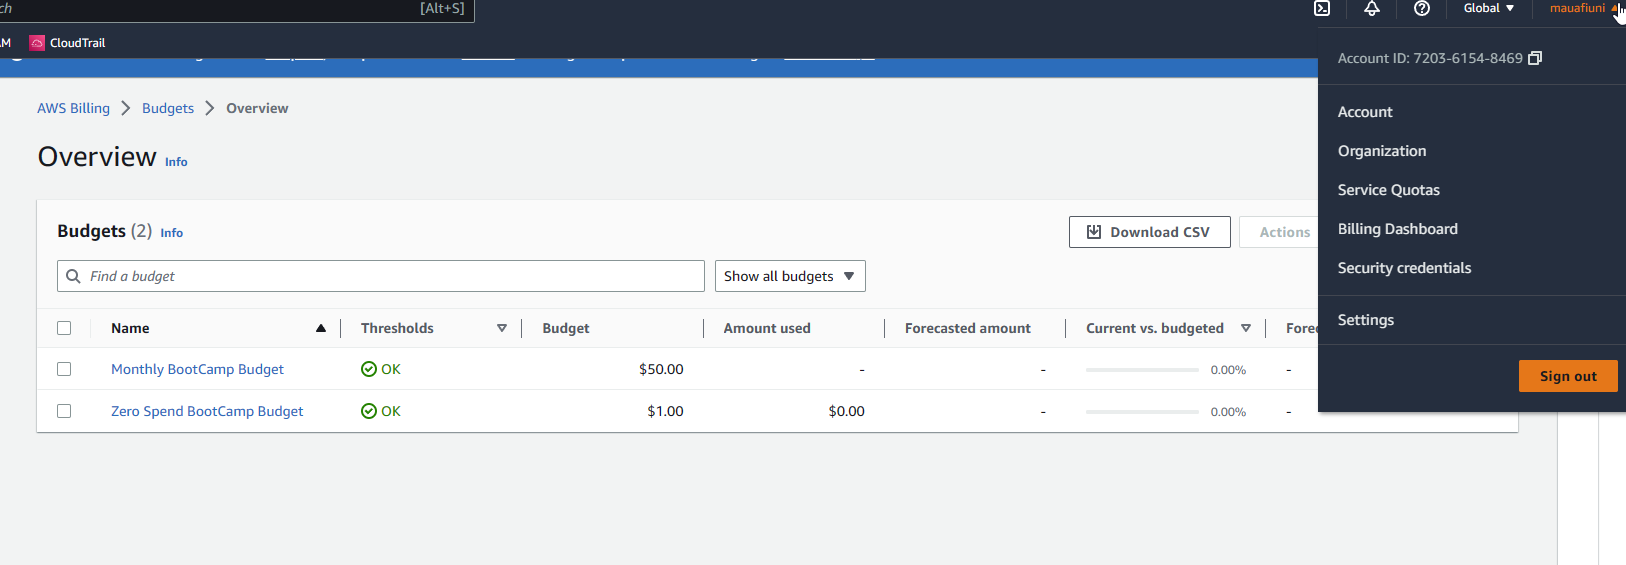 ch [Alt+S] Global mauafiuni
AM CloudTrail
Account ID: 7203-6154-8469
AWS Billing Budgets Overview
Account
Overview Info
Organization
Service Quotas
Budgets (2) Info Download CSV Actions
Billing Dashboard
Find a budget Show all budgets
Security credentials
Name Thresholds Budget Amount used Forecasted amount Current vs. budgeted Fore
Settings
Monthly BootCamp Budget OK $50.00 - - 0.00% -
Sign out
Zero Spend BootCamp Budget OK $1.00 $0.00 - 0.00% -